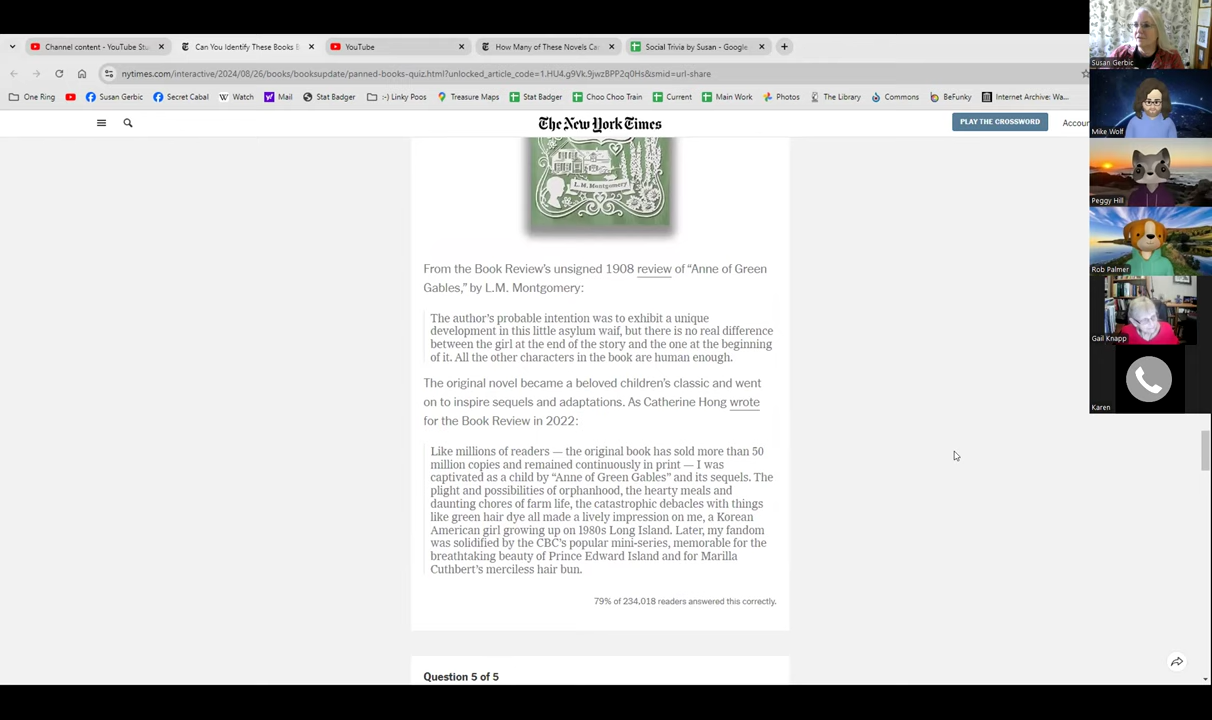 Channel content - YouTube Stu
Can You Identify These Books B
YouTube
How Many of These Novels Ca
Social Trivia by Susan - Google
nytimes.com/interactive/2024/08/26/books/booksupdate/panned-books-quiz.html?unlocked_article_code=1.HU4.g9Vk.9jwzBPP2q0Hs&smid=url-share
One Ring
Susan Gerbic
Secret Cabal
Watch
Mail
Stat Badger
:-) Linky Poos
Treasure Maps
Stat Badger
Choo Choo Train
Current
Main Work
Photos
The Library
Commons
BeFunky
Internet Archive: Wa...
The New York Times
PLAY THE CROSSWORD
Accoun
L.M. Montgomery
From the Book Review's unsigned 1908 review of “Anne of Green
Gables,” by L.M. Montgomery:
The author's probable intention was to exhibit a unique
development in this little asylum waif, but there is no real difference
between the girl at the end of the story and the one at the beginning
of it. All the other characters in the book are human enough.
The original novel became a beloved children's classic and went
on to inspire sequels and adaptations. As Catherine Hong wrote
for the Book Review in 2022:
Like millions of readers — the original book has sold more than 50
million copies and remained continuously in print — I was
captivated as a child by “Anne of Green Gables” and its sequels. The
plight and possibilities of orphanhood, the hearty meals and
daunting chores of farm life, the catastrophic debacles with things
like green hair dye all made a lively impression on me, a Korean
American girl growing up on 1980s Long Island. Later, my fandom
was solidified by the CBC's popular mini-series, memorable for the
breathtaking beauty of Prince Edward Island and for Marilla
Cuthbert's merciless hair bun.
79% of 234,018 readers answered this correctly.
Question 5 of 5
Susan Gerbic
Mike Wolf
Peggy Hill
Rob Palmer
Gail Knapp
Karen